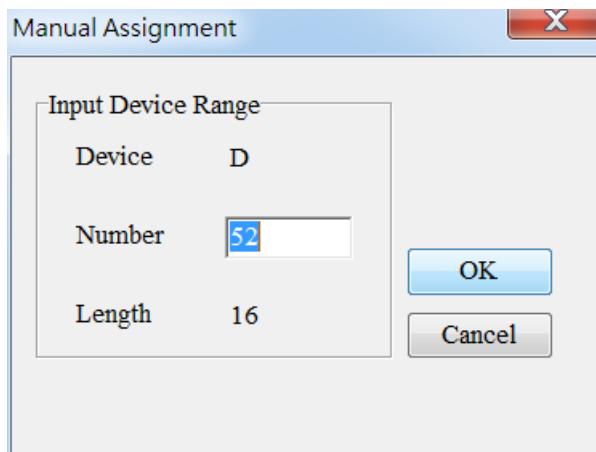 Manual Assignment
Input Device Range
Device D
Number 52
Length 16
OK
Cancel